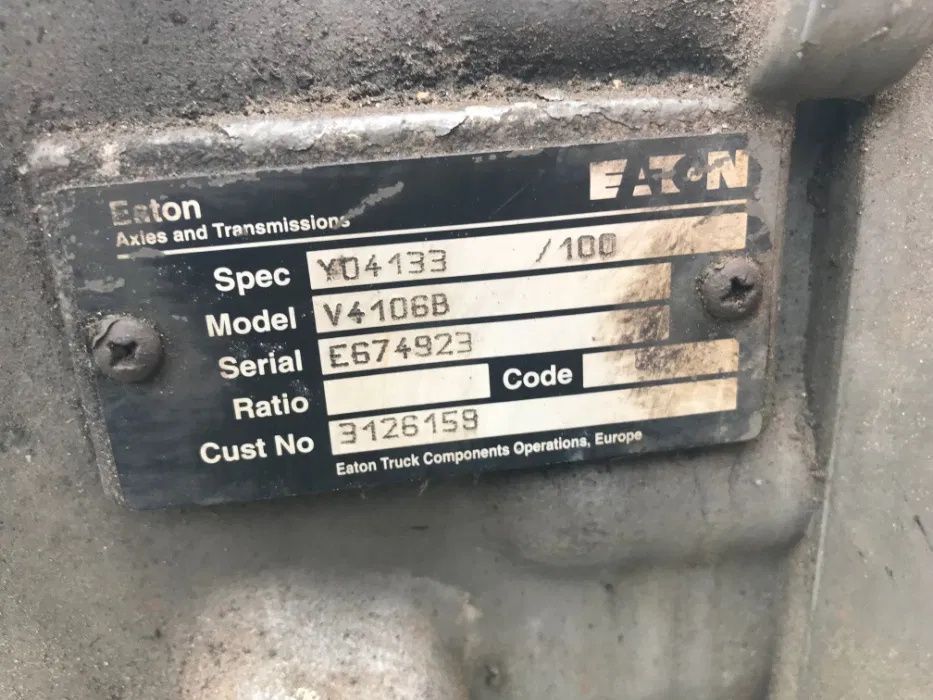 Eaton EATON
Axles and Transmissions
Spec Y04133 /100
Model V4106B
Serial E674923
Ratio Code
Cust No 3126159
Eaton Truck Components Operations, Europe